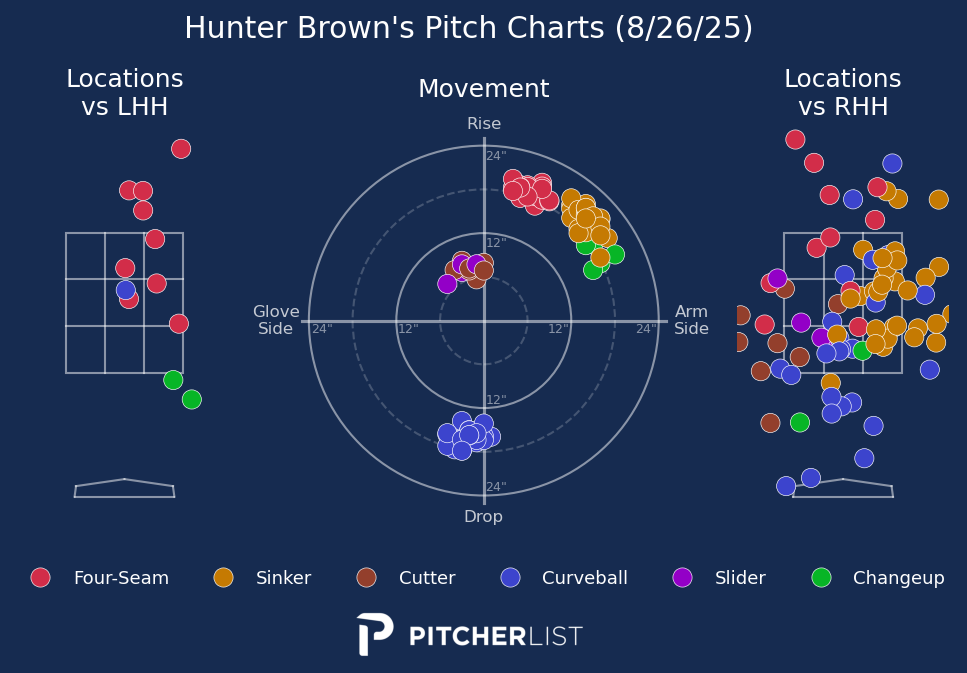 Hunter Brown's Pitch Charts (8/26/25)
Locations
vs LHH
Movement
Locations
vs RHH
Rise
24"
12"
Glove
Side
24"
12"
12"
24"
Arm
Side
12"
24"
Drop
Four-Seam
Sinker
Cutter
Curveball
Slider
Changeup
PITCHERLIST